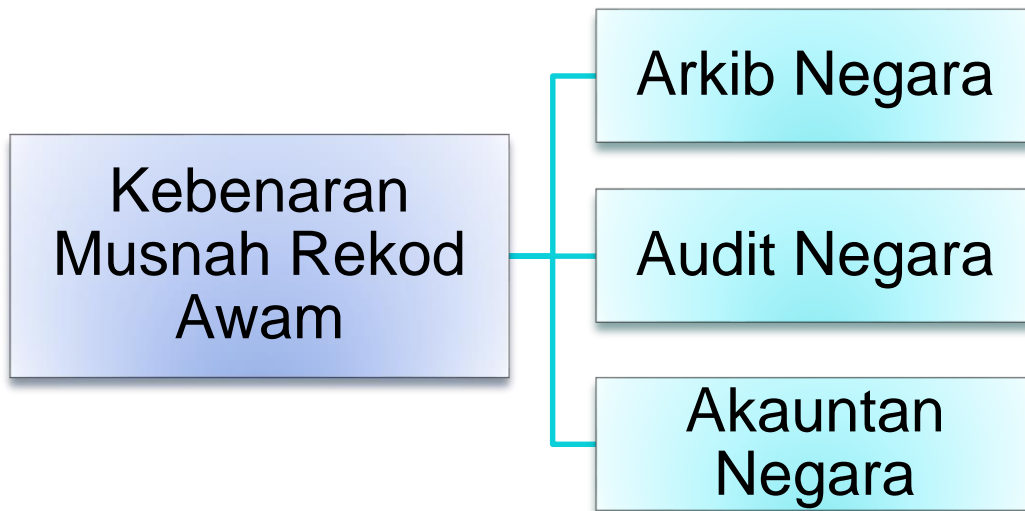 Kebenaran
Musnah Rekod
Awam
Arkib Negara
Audit Negara
Akauntan
Negara